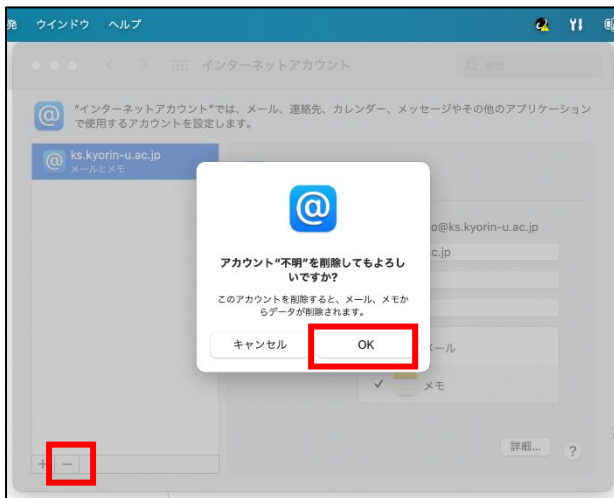 発 ウインドウ ヘルプ
インターネットアカウント
検索
"インターネットアカウント"では、メール、連絡先、カレンダー、メッセージやその他のアプリケーション
で使用するアカウントを設定します。
ks.kyorin-u.ac.jp
メールとメモ
o@ks.kyorin-u.ac.jp
c.jp
アカウント"不明"を削除してもよろし
いですか?
このアカウントを削除すると、メール、メモか
らデータが削除されます。
キャンセル OK
メール
メモ
詳細... ?
+ −